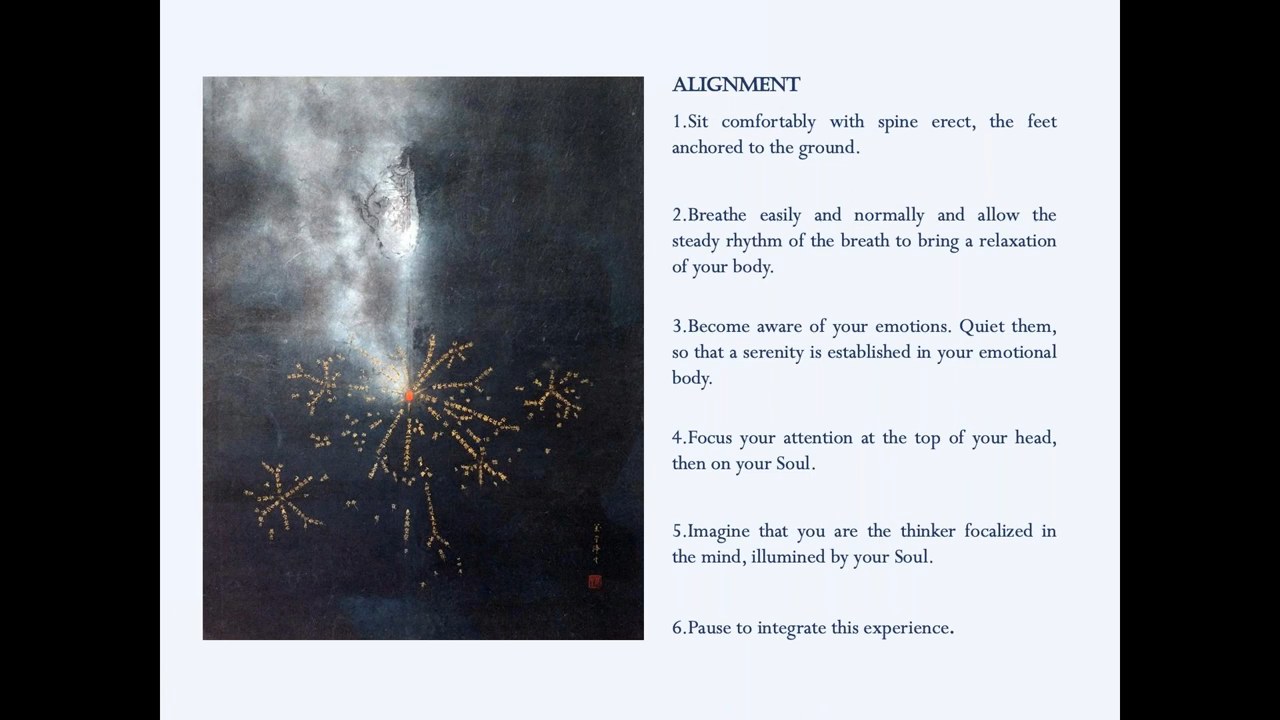 ALIGNMENT
1.Sit comfortably with spine erect, the feet
anchored to the ground.
2.Breathe easily and normally and allow the
steady rhythm of the breath to bring a relaxation
of your body.
3.Become aware of your emotions. Quiet them,
so that a serenity is established in your emotional
body.
4.Focus your attention at the top of your head,
then on your Soul.
5.Imagine that you are the thinker focalized in
the mind, illumined by your Soul.
6.Pause to integrate this experience.